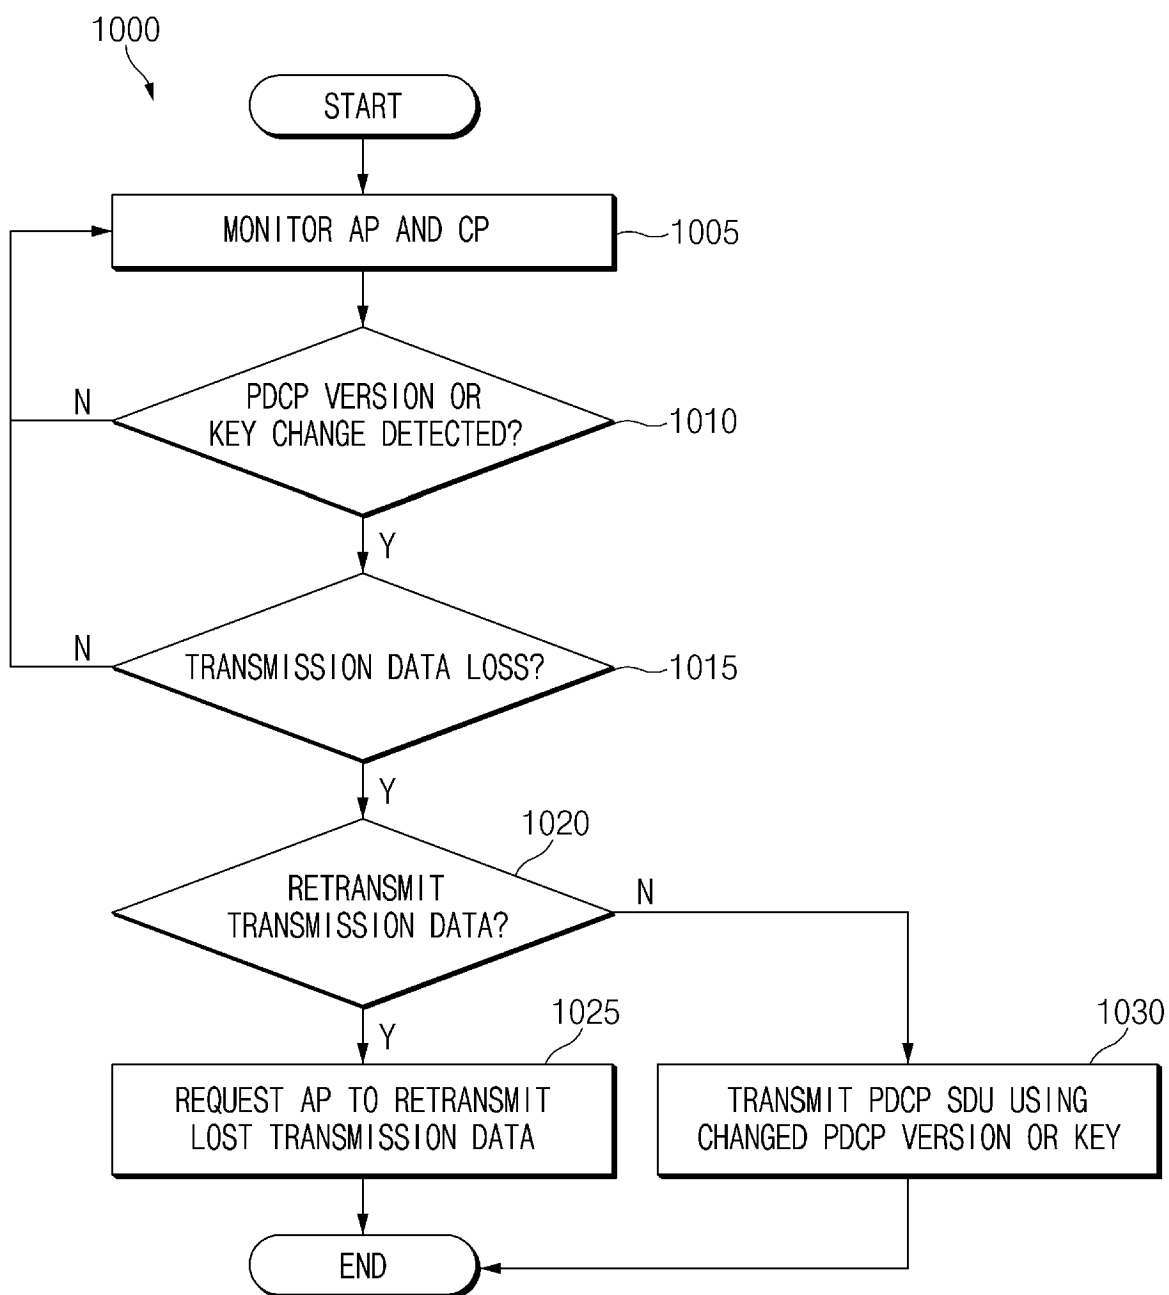 1000
START
MONITOR AP AND CP
1005
PDCP VERSION OR
KEY CHANGE DETECTED?
1010
N
Y
TRANSMISSION DATA LOSS?
1015
N
Y
1020
RETRANSMIT
TRANSMISSION DATA?
N
Y
1025
REQUEST AP TO RETRANSMIT
LOST TRANSMISSION DATA
1030
TRANSMIT PDCP SDU USING
CHANGED PDCP VERSION OR KEY
END